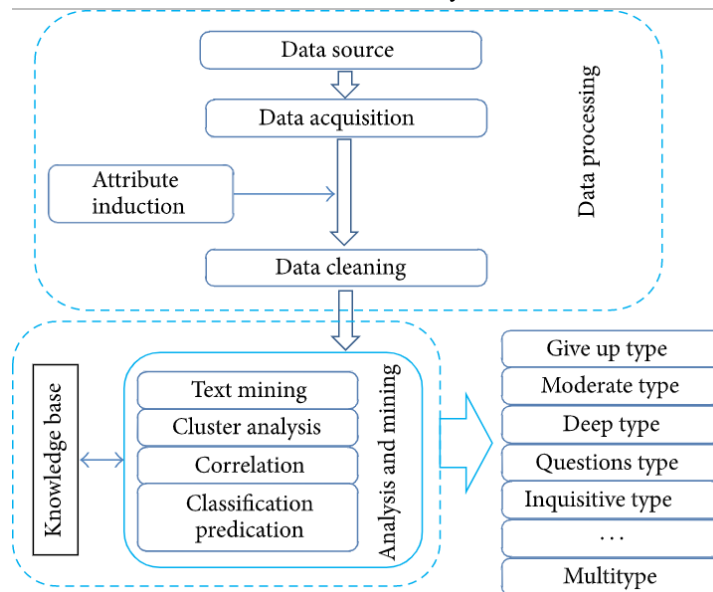 Data source
Data acquisition
Attribute
induction
Data cleaning
Data processing
Knowledge base
Text mining
Cluster analysis
Correlation
Classification
predication
Analysis and mining
Give up type
Moderate type
Deep type
Questions type
Inquisitive type
...
Multitype